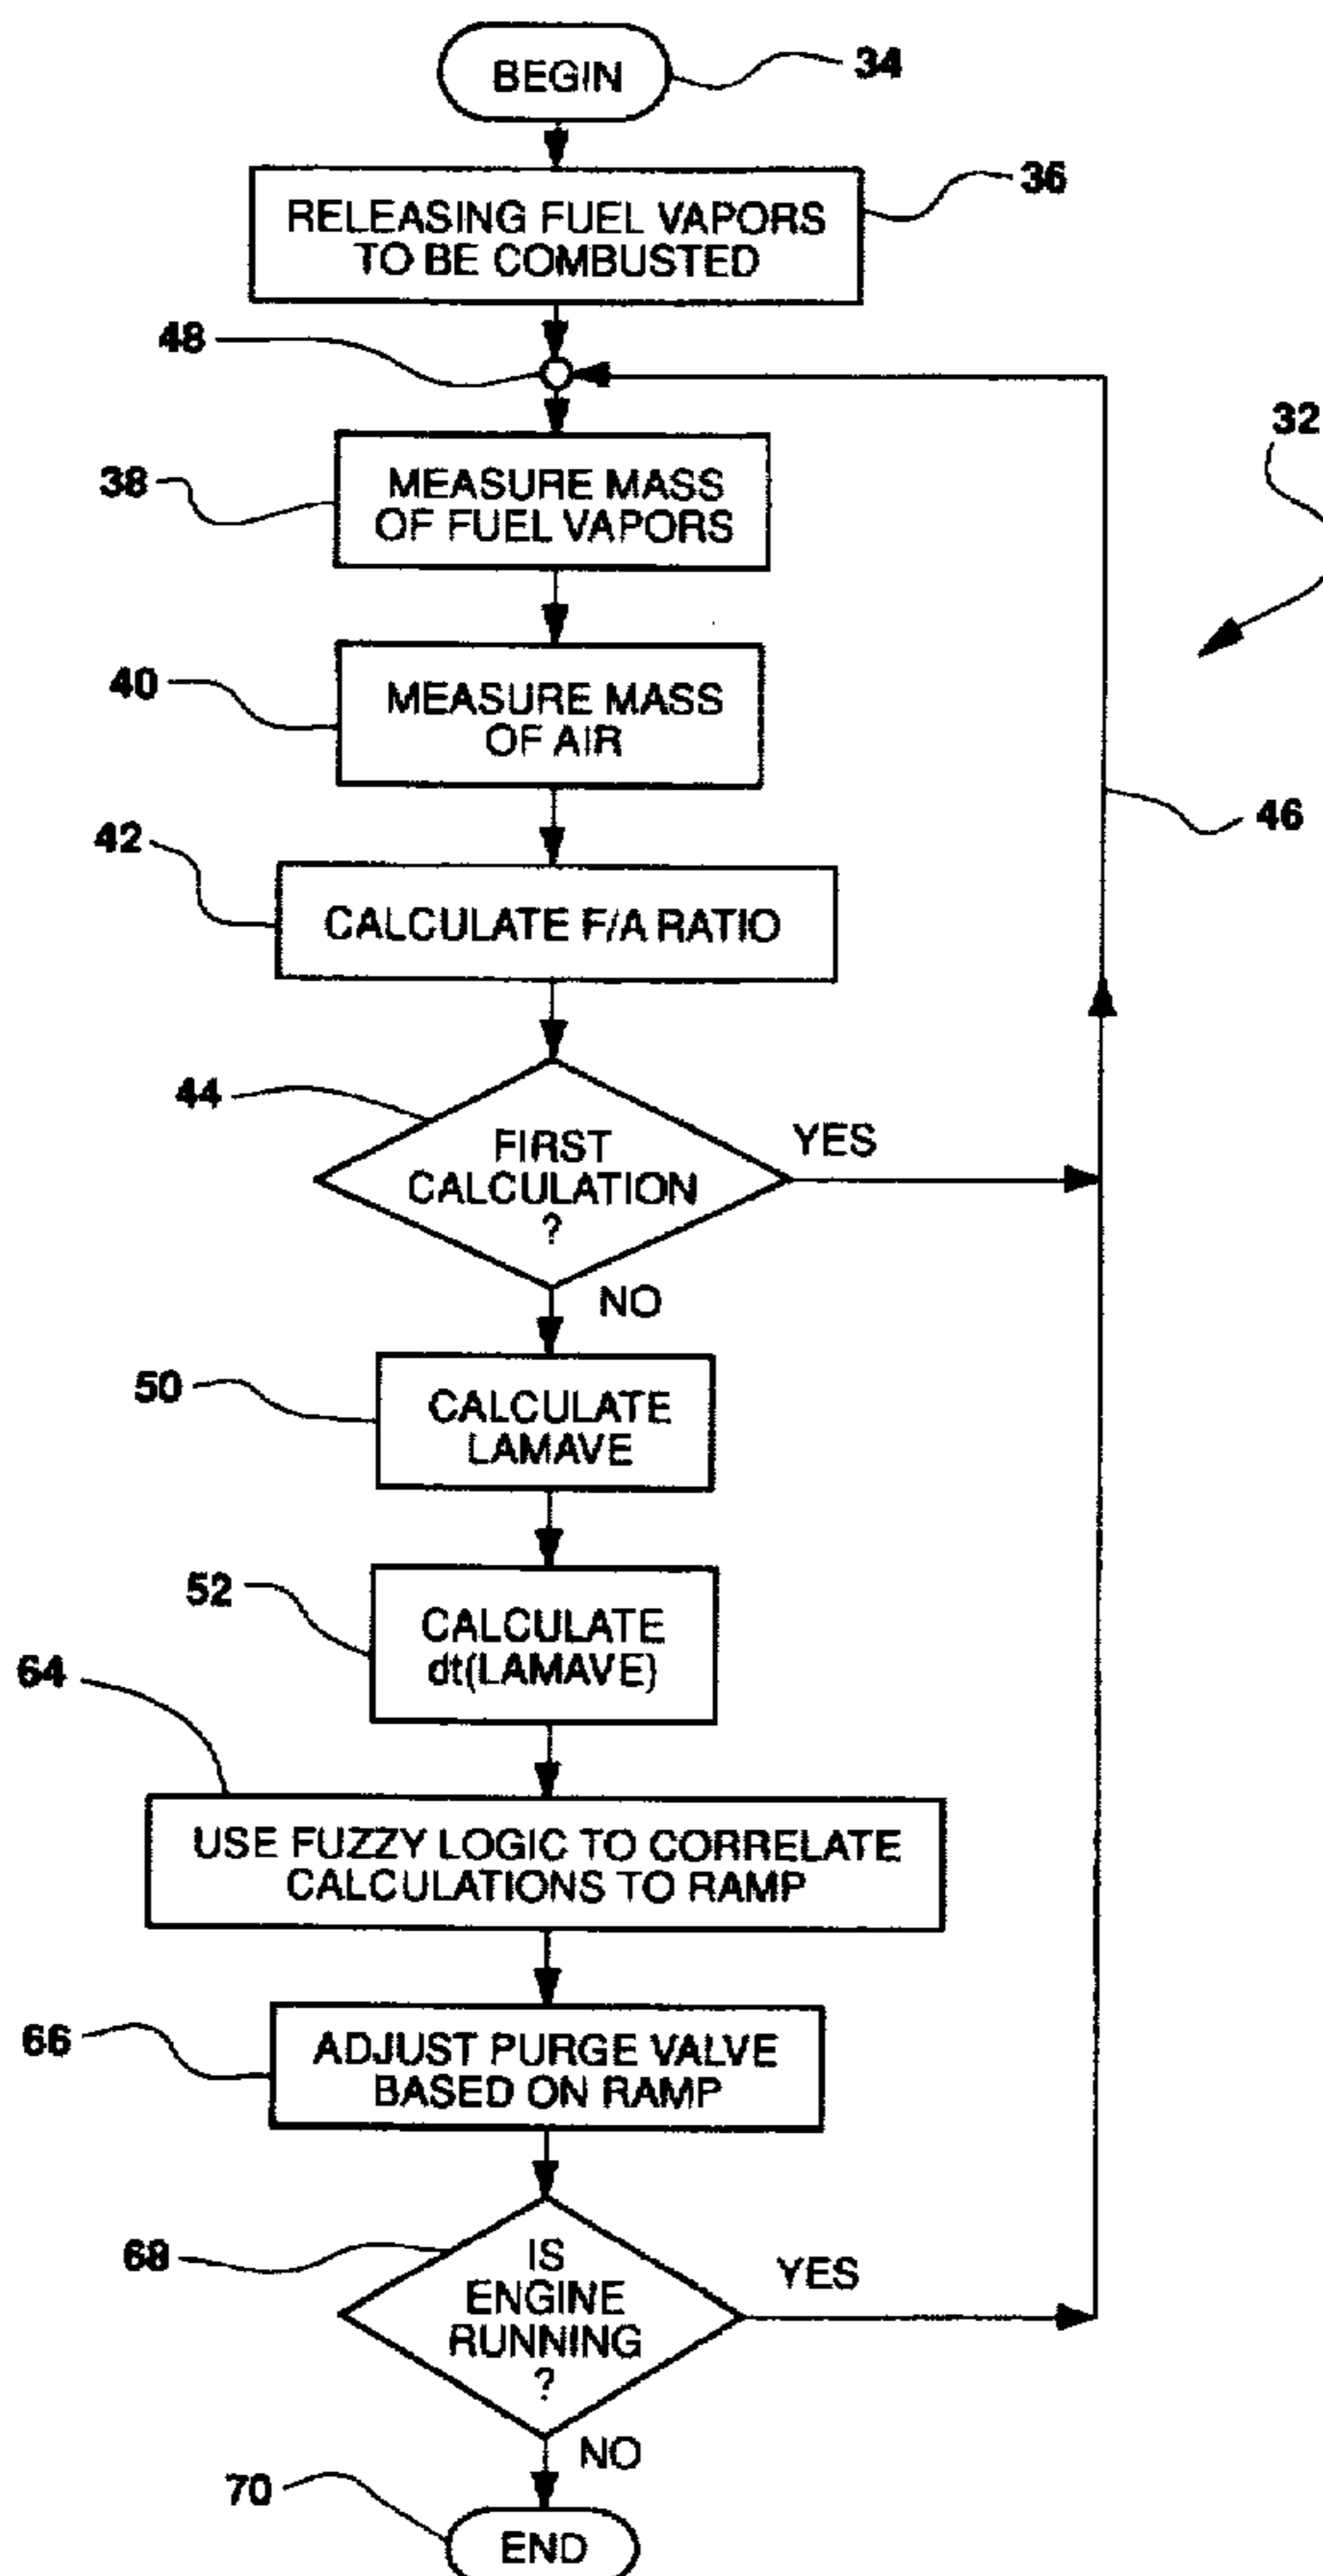 BEGIN
34
RELEASING FUEL VAPORS
TO BE COMBUSTED
36
48
32
MEASURE MASS
OF FUEL VAPORS
38
MEASURE MASS
OF AIR
40
46
CALCULATE F/A RATIO
42
FIRST
CALCULATION
?
44
YES
NO
CALCULATE
LAMAVE
50
CALCULATE
dt(LAMAVE)
52
64
USE FUZZY LOGIC TO CORRELATE
CALCULATIONS TO RAMP
ADJUST PURGE VALVE
BASED ON RAMP
66
IS
ENGINE
RUNNING
?
68
YES
NO
70
END